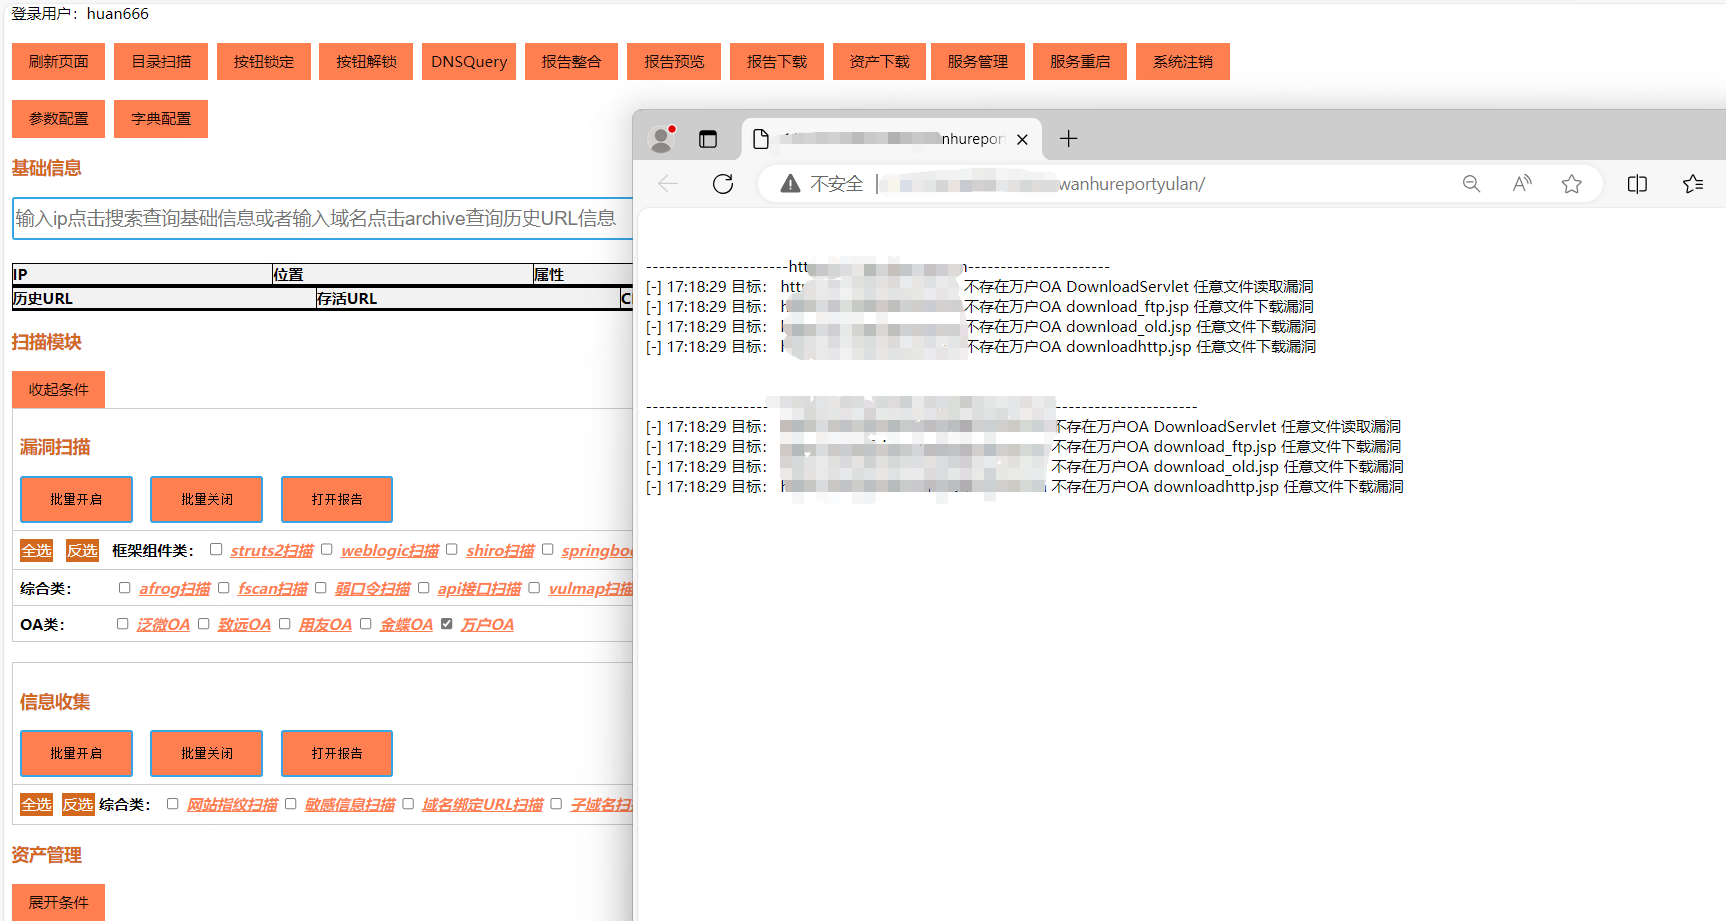 登录用户：huan666
刷新页面 目录扫描 按钮锁定 按钮解锁 DNSQuery 报告整合 报告预览 报告下载 资产下载 服务管理 服务重启 系统注销
参数配置 字典配置
基础信息
输入ip点击搜索查询基础信息或者输入域名点击archive查询历史URL信息
IP 位置 属性
历史URL 存活URL
扫描模块
收起条件
漏洞扫描
批量开启 批量关闭 打开报告
全选 反选 框架组件类： struts2扫描 weblogic扫描 shiro扫描
综合类： afrog扫描 fscan扫描 弱口令扫描 api接口扫描 vulmap扫描
OA类： 泛微OA 致远OA 用友OA 金蝶OA 万户OA
信息收集
批量开启 批量关闭 打开报告
全选 反选 综合类： 网站指纹扫描 敏感信息扫描 域名绑定URL扫描
资产管理
展开条件
nhurepor
不安全 wanhureportyulan/
----------------------htt ----------------------
[-] 17:18:29 目标： 不存在万户OA DownloadServlet 任意文件读取漏洞
[-] 17:18:29 目标： 不存在万户OA download_ftp.jsp 任意文件下载漏洞
[-] 17:18:29 目标： 不存在万户OA download_old.jsp 任意文件下载漏洞
[-] 17:18:29 目标： 不存在万户OA downloadhttp.jsp 任意文件下载漏洞
------------------- ----------------------
[-] 17:18:29 目标： 不存在万户OA DownloadServlet 任意文件读取漏洞
[-] 17:18:29 目标： 不存在万户OA download_ftp.jsp 任意文件下载漏洞
[-] 17:18:29 目标： 不存在万户OA download_old.jsp 任意文件下载漏洞
[-] 17:18:29 目标： 不存在万户OA downloadhttp.jsp 任意文件下载漏洞